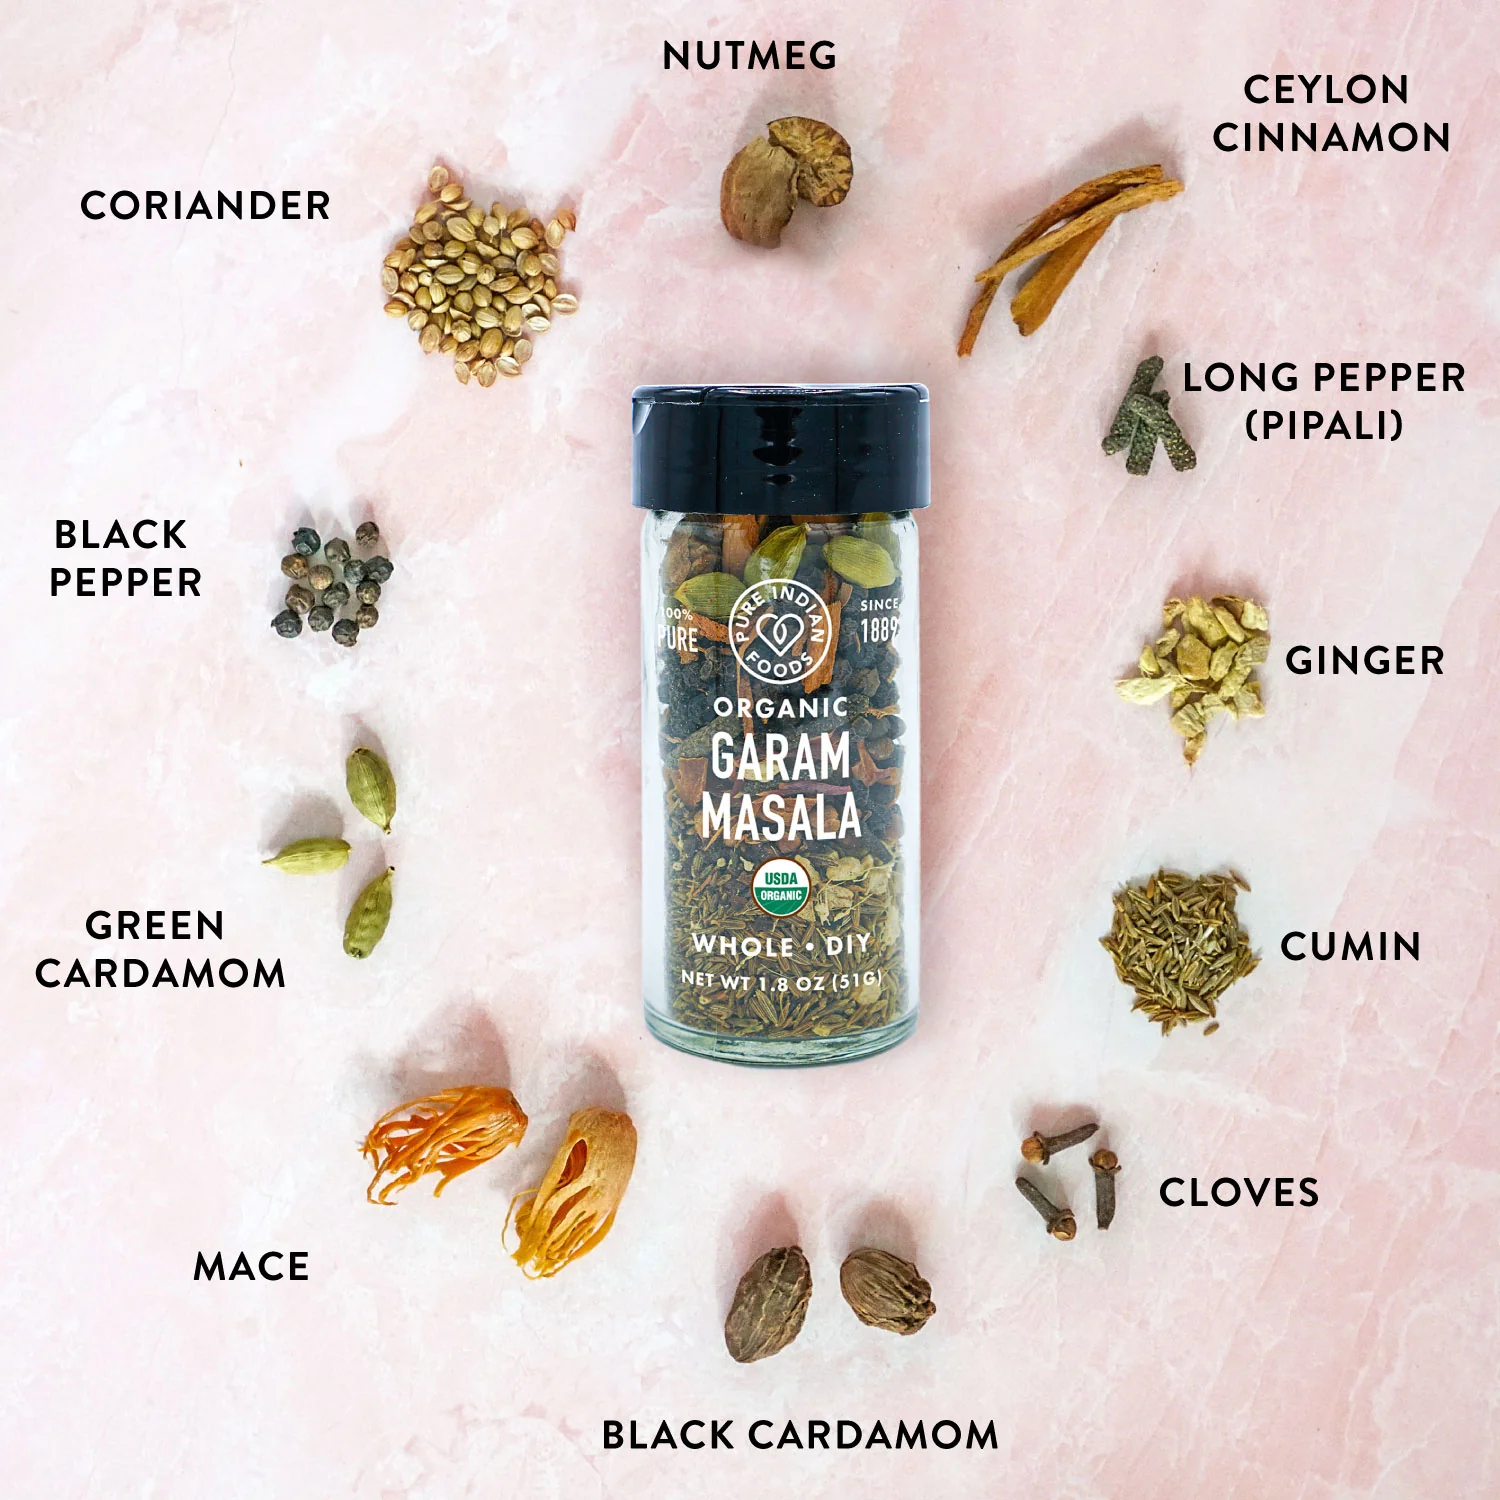 NUTMEG
CEYLON
CINNAMON
CORIANDER
LONG PEPPER
(PIPALI)
BLACK
PEPPER
GINGER
GREEN
CARDAMOM
CUMIN
MACE
CLOVES
BLACK CARDAMOM
100%
PURE
PURE INDIAN
FOODS
SINCE
1889
ORGANIC
GARAM
MASALA
USDA
ORGANIC
WHOLE • DIY
NET WT 1.8 OZ (51G)